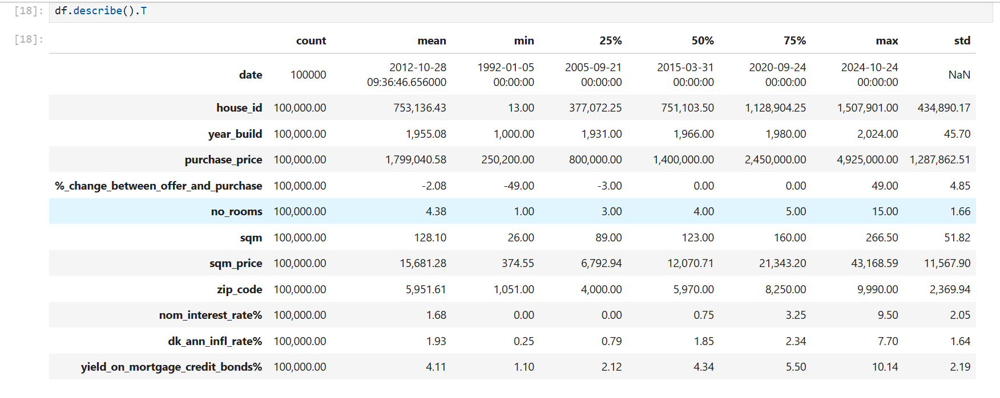 [18]: df.describe().T
[18]: count mean min 25% 50% 75% max std
date 100000 2012-10-28 09:36:46.656000 1992-01-05 00:00:00 2005-09-21 00:00:00 2015-03-31 00:00:00 2020-09-24 00:00:00 2024-10-24 00:00:00 NaN
house_id 100,000.00 753,136.43 13.00 377,072.25 751,103.50 1,128,904.25 1,507,901.00 434,890.17
year_build 100,000.00 1,955.08 1,000.00 1,931.00 1,966.00 1,980.00 2,024.00 45.70
purchase_price 100,000.00 1,799,040.58 250,200.00 800,000.00 1,400,000.00 2,450,000.00 4,925,000.00 1,287,862.51
%_change_between_offer_and_purchase 100,000.00 -2.08 -49.00 -3.00 0.00 0.00 49.00 4.85
no_rooms 100,000.00 4.38 1.00 3.00 4.00 5.00 15.00 1.66
sqm 100,000.00 128.10 26.00 89.00 123.00 160.00 266.50 51.82
sqm_price 100,000.00 15,681.28 374.55 6,792.94 12,070.71 21,343.20 43,168.59 11,567.90
zip_code 100,000.00 5,951.61 1,051.00 4,000.00 5,970.00 8,250.00 9,990.00 2,369.94
nom_interest_rate% 100,000.00 1.68 0.00 0.00 0.75 3.25 9.50 2.05
dk_ann_infl_rate% 100,000.00 1.93 0.25 0.79 1.85 2.34 7.70 1.64
yield_on_mortgage_credit_bonds% 100,000.00 4.11 1.10 2.12 4.34 5.50 10.14 2.19